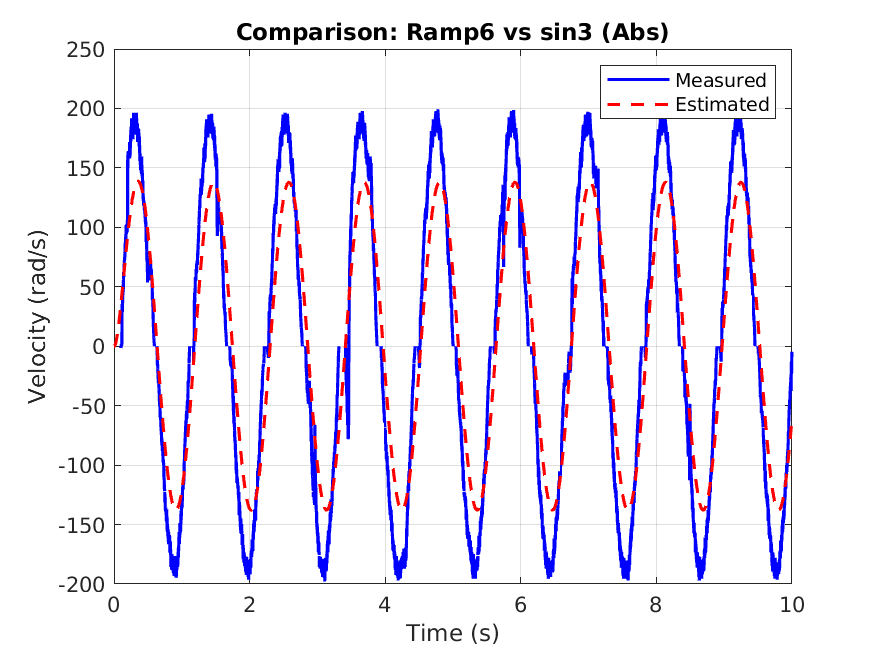 Comparison: Ramp6 vs sin3 (Abs)
Measured
Estimated
250
200
150
100
50
0
-50
-100
-150
-200
Velocity (rad/s)
0 2 4 6 8 10
Time (s)